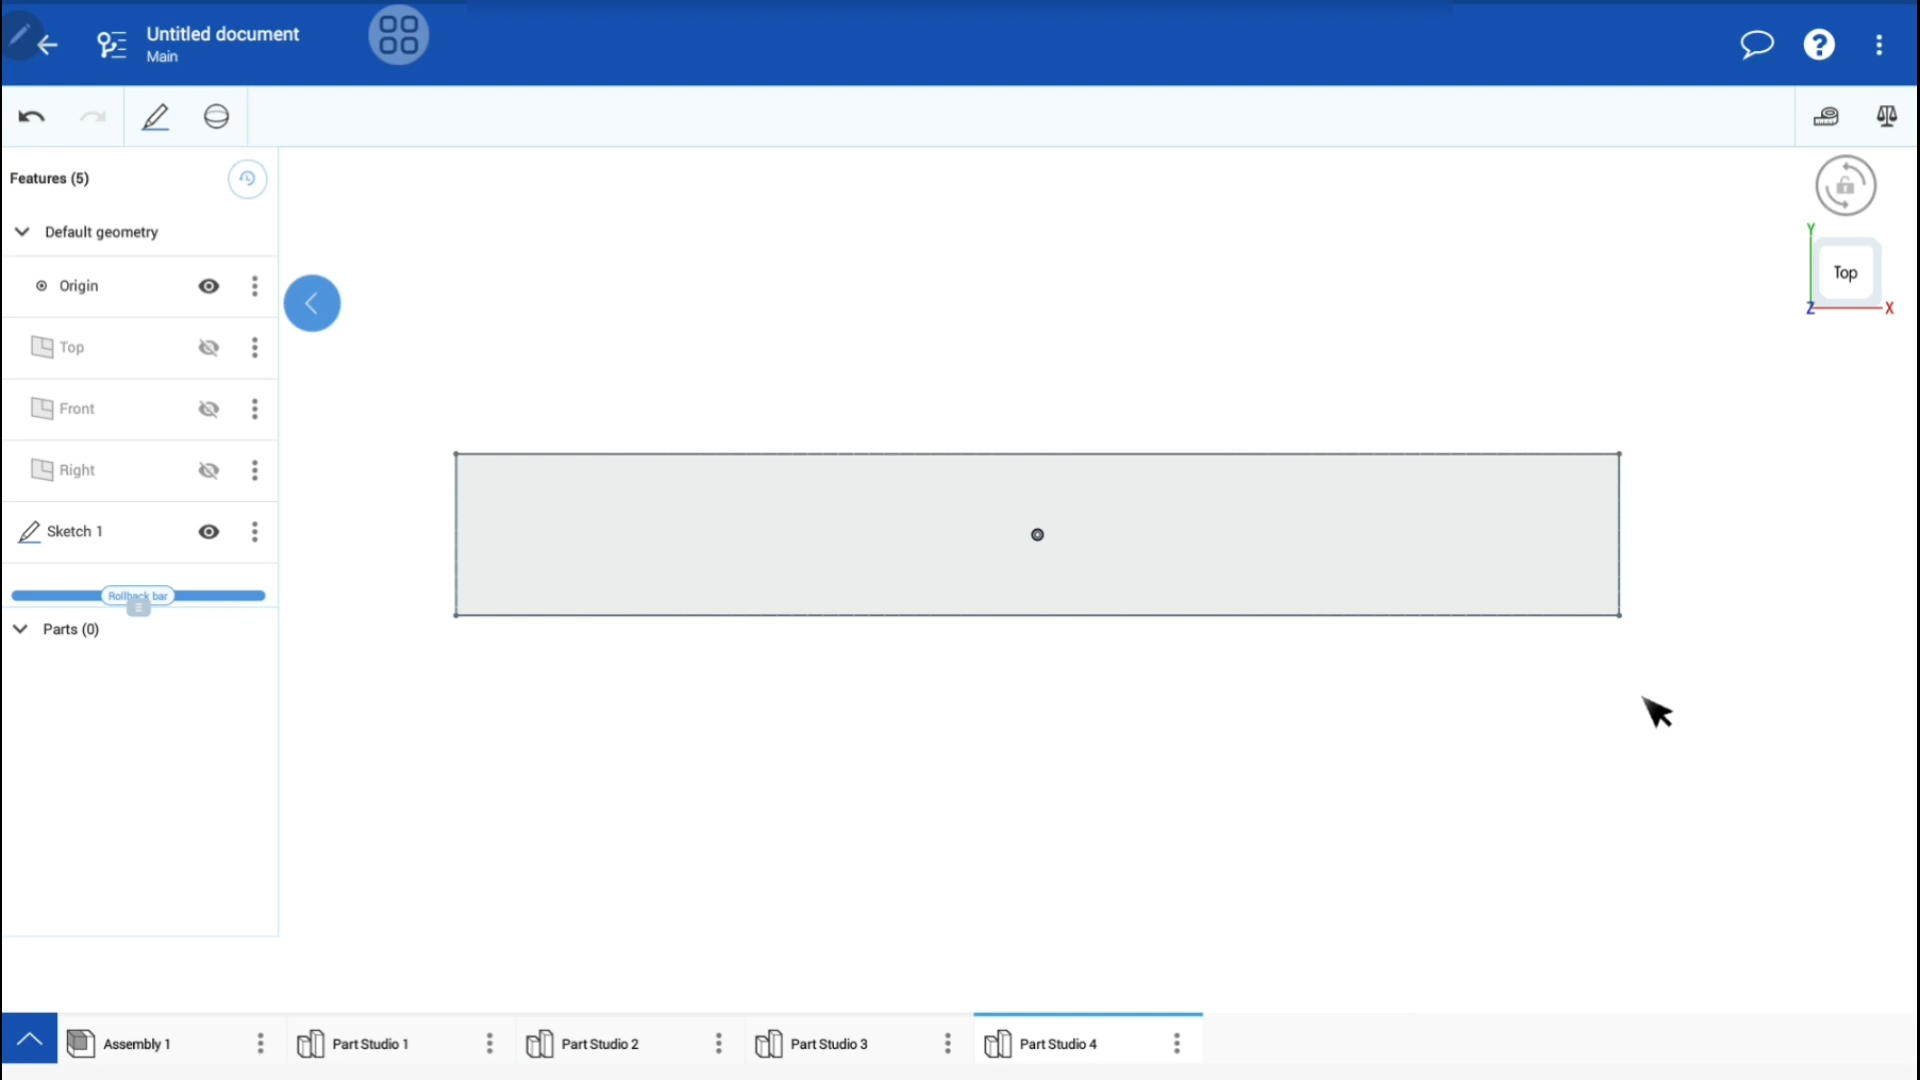 Untitled document
Main
Features (5)
Default geometry
Origin
Top
Front
Right
Sketch 1
Rollback bar
Parts (0)
Y
Top
Z
X
Assembly 1
Part Studio 1
Part Studio 2
Part Studio 3
Part Studio 4